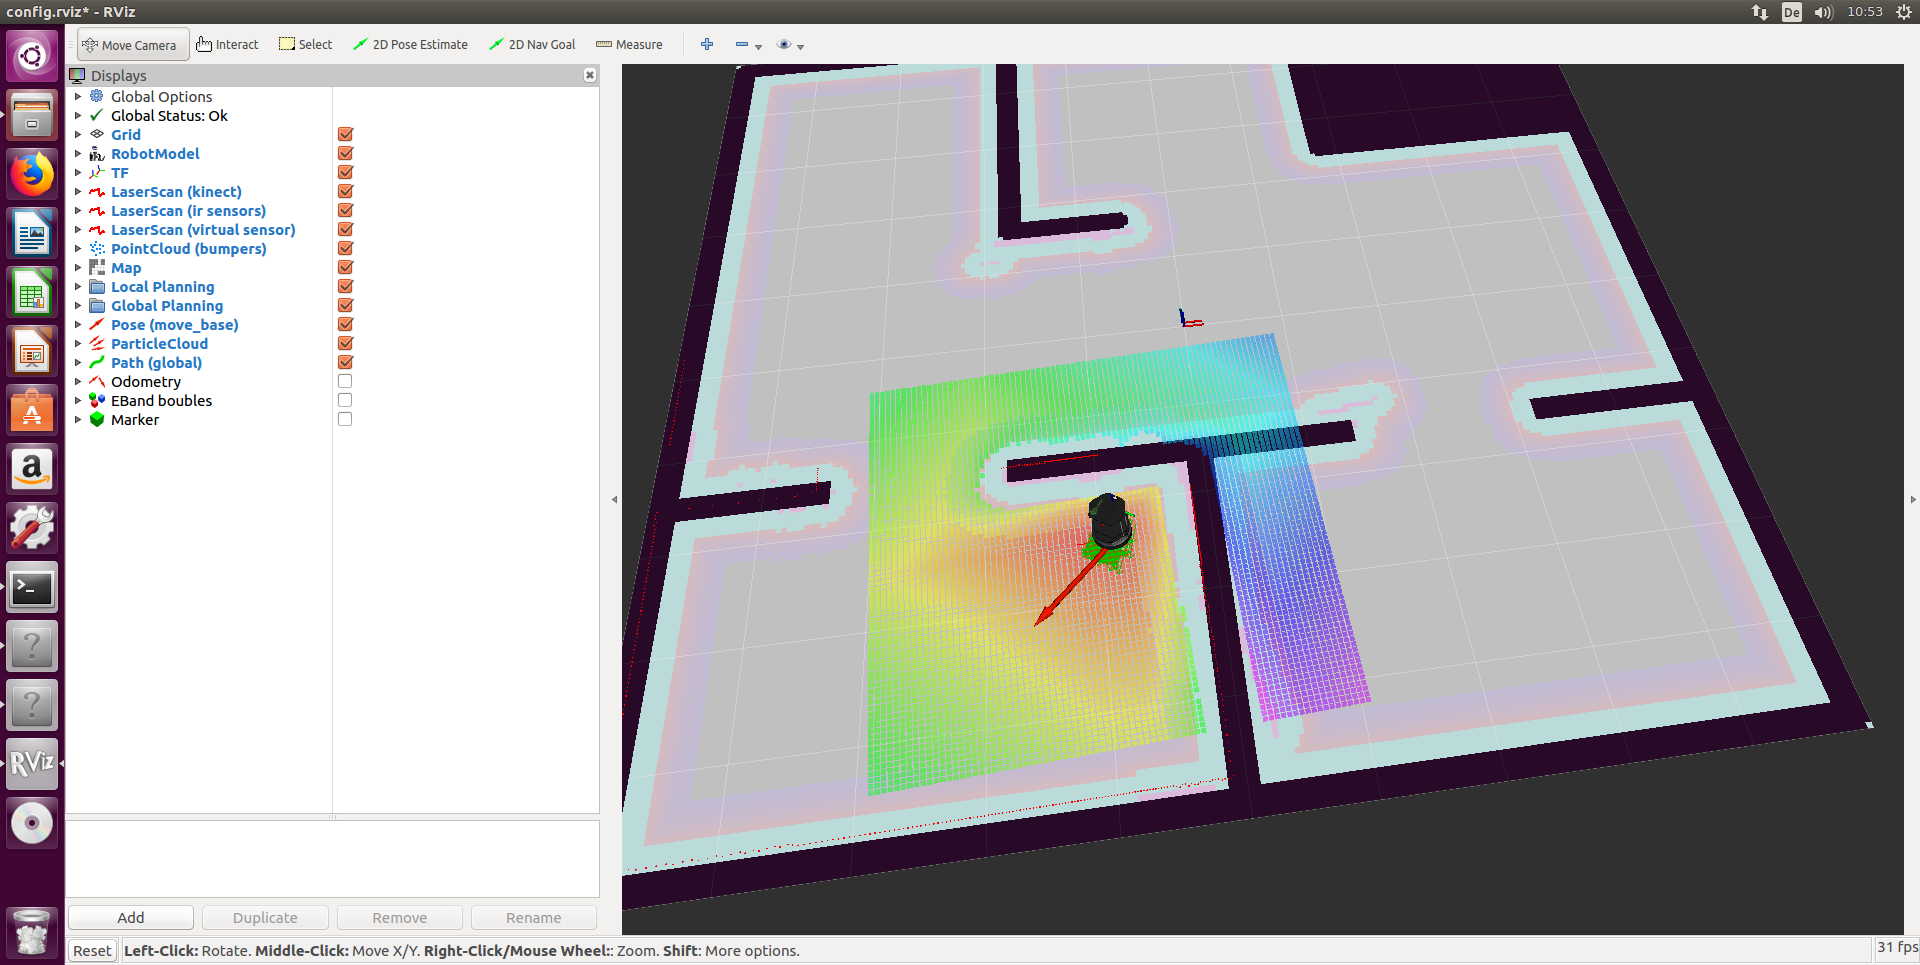 config.rviz* - RViz
De
10:53
Move Camera
Interact
Select
2D Pose Estimate
2D Nav Goal
Measure
Displays
Global Options
Global Status: Ok
Grid
RobotModel
TF
LaserScan (kinect)
LaserScan (ir sensors)
LaserScan (virtual sensor)
PointCloud (bumpers)
Map
Local Planning
Global Planning
Pose (move_base)
ParticleCloud
Path (global)
Odometry
EBand boubles
Marker
RViz
Add
Duplicate
Remove
Rename
Reset
Left-Click: Rotate. Middle-Click: Move X/Y. Right-Click/Mouse Wheel:: Zoom. Shift: More options.
31 fps